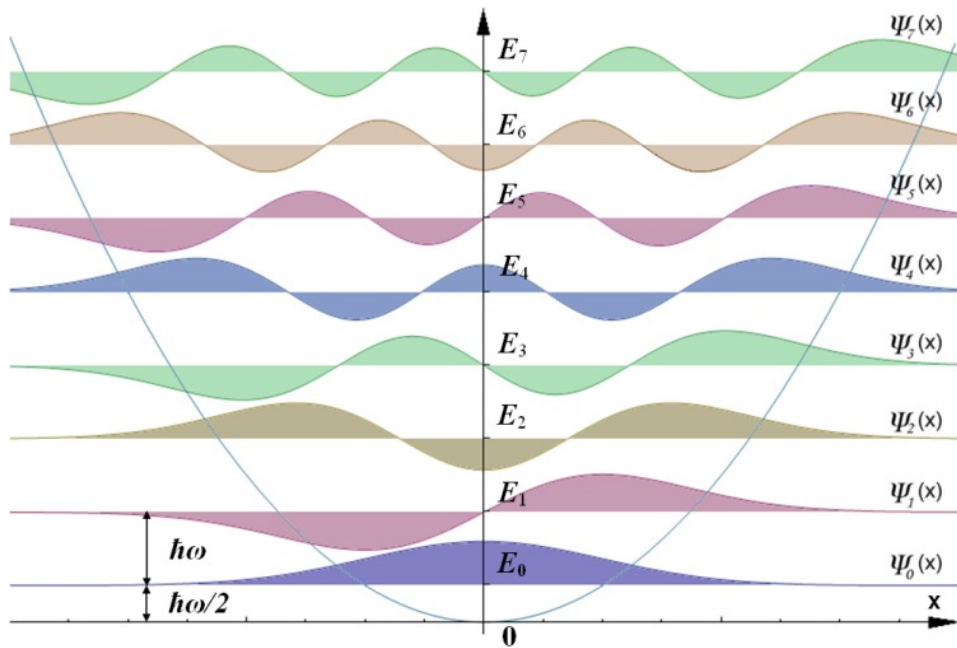 E₇ Ψ₇(x)
E₆ Ψ₆(x)
E₅ Ψ₅(x)
E₄ Ψ₄(x)
E₃ Ψ₃(x)
E₂ Ψ₂(x)
E₁ Ψ₁(x)
ħω
E₀ Ψ₀(x)
ħω/2
x
0